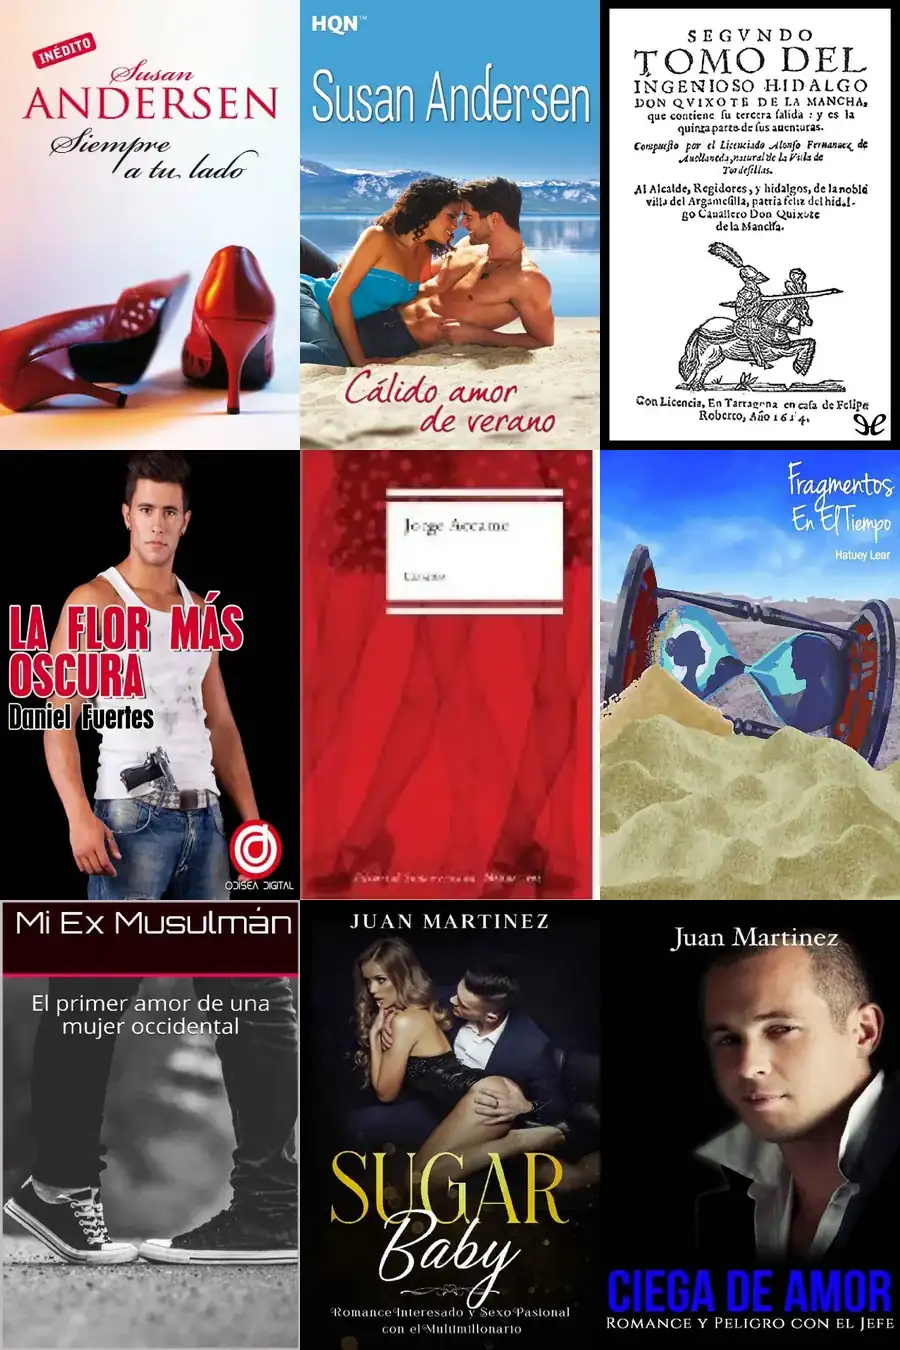 INÉDITO
Susan
ANDERSEN
Siempre
a tu lado
HQN™
Susan Andersen
Cálido amor
de verano
SEGVNDO
TOMO DEL
INGENIOSO HIDALGO
DON QVIXOTE DE LA MANCHA,
que contiene su tercera salida : y es la
quinta parte de sus auenturas.
Compuesto por el Licenciado Alonso Fernandez de
Auellaneda, natural de la Villa de
Tordesillas.
Al Alcalde, Regidores, y hidalgos, de la noble
villa del Argamesilla, patria feliz del hidal-
go Cauallero Don Quixote
de la Mancha.
Con Licencia, En Tarragona en casa de Felipe
Roberto, Año 1614.
LA FLOR MÁS
OSCURA
Daniel Fuertes
ODISEA DIGITAL
Jorge Accame
Fragmentos
En El Tiempo
Hatuey Lear
Mi Ex Musulmán
El primer amor de una
mujer occidental
JUAN MARTINEZ
SUGAR
Baby
Romance Interesado y Sexo Pasional
con el Multimillonario
Juan Martinez
CIEGA DE AMOR
ROMANCE Y PELIGRO CON EL JEFE